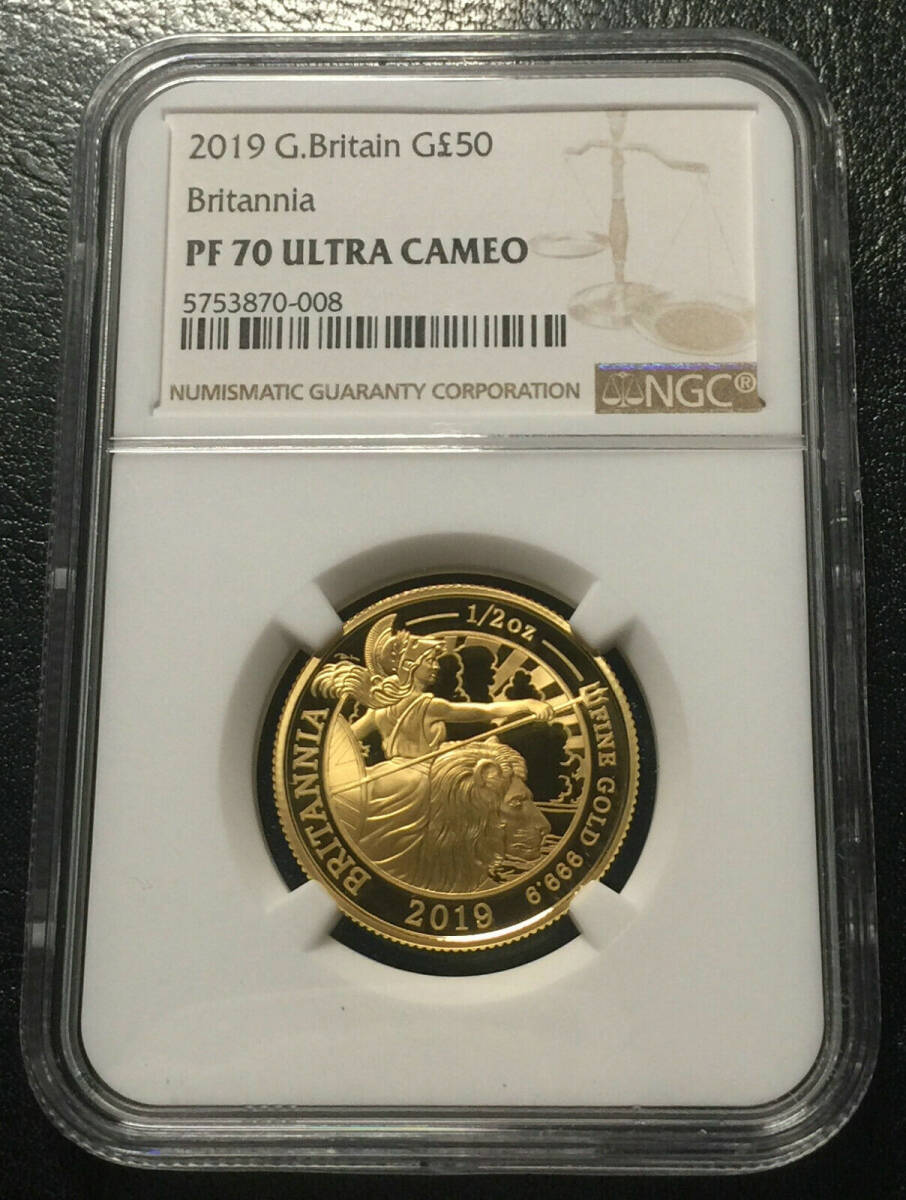 2019 G.Britain G£50
Britannia
PF 70 ULTRA CAMEO
5753870-008
NUMISMATIC GUARANTY CORPORATION
NGC®
1/2oz
FINE GOLD 999.9
BRITANNIA
2019